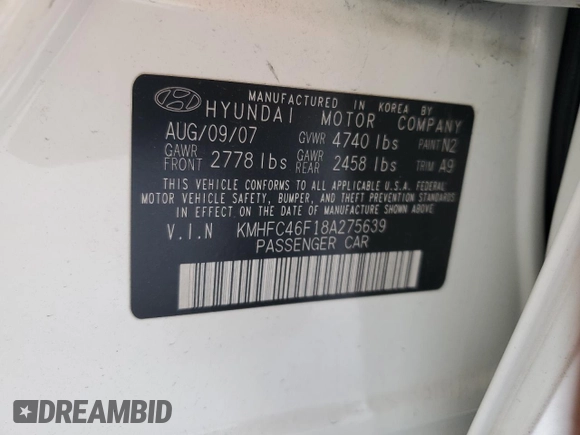 MANUFACTURED IN KOREA BY
HYUNDAI MOTOR COMPANY
AUG/09/07 GVWR 4740 lbs PAINT N2
GAWR FRONT 2778 lbs GAWR REAR 2458 lbs TRIM A9
THIS VEHICLE CONFORMS TO ALL APPLICABLE U.S.A. FEDERAL
MOTOR VEHICLE SAFETY, BUMPER, AND THEFT PREVENTION STANDARDS
IN EFFECT ON THE DATE OF MANUFACTURE SHOWN ABOVE.
V.I.N KMHFC46F18A275639
PASSENGER CAR
DREAMBID